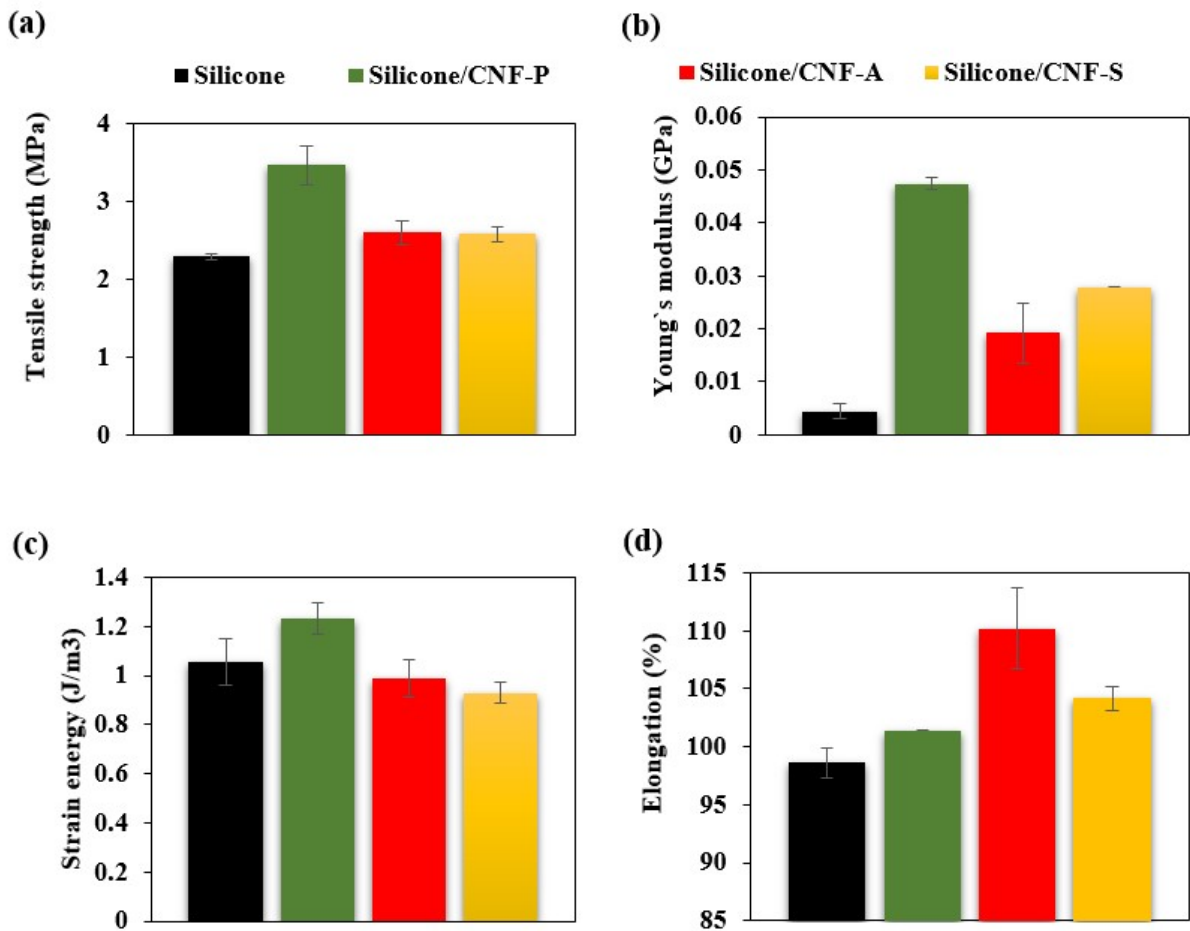 (a)
(b)
Silicone
Silicone/CNF-P
Silicone/CNF-A
Silicone/CNF-S
Tensile strength (MPa)
4
3
2
1
0
Young`s modulus (GPa)
0.06
0.05
0.04
0.03
0.02
0.01
0
(c)
(d)
Strain energy (J/m3)
1.4
1.2
1
0.8
0.6
0.4
0.2
0
Elongation (%)
115
110
105
100
95
90
85